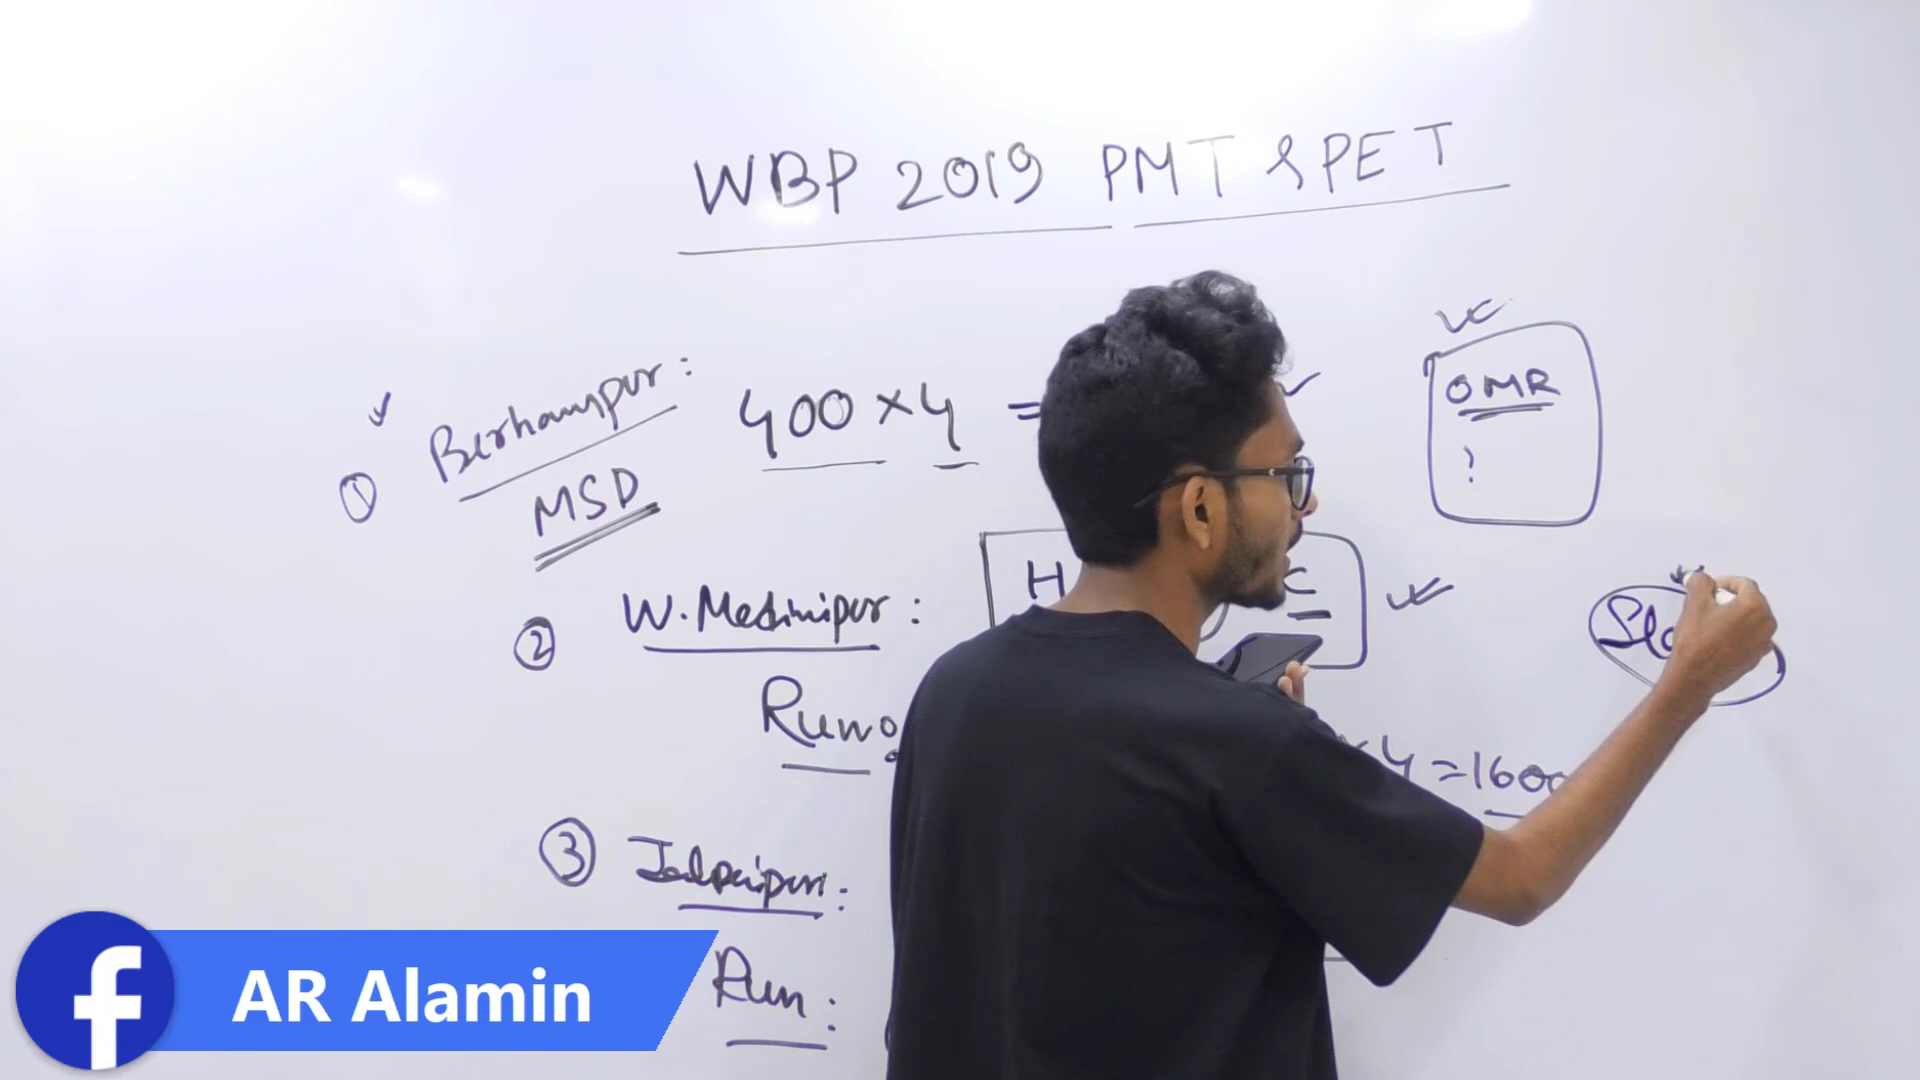 WBP 2019 PMT & PET
① Berhampur: 400 × 4 =
MSD
OMR
?
② W. Medinipur:
H C
Run
4 = 1600
③ Jalpaipuri:
Run:
AR Alamin